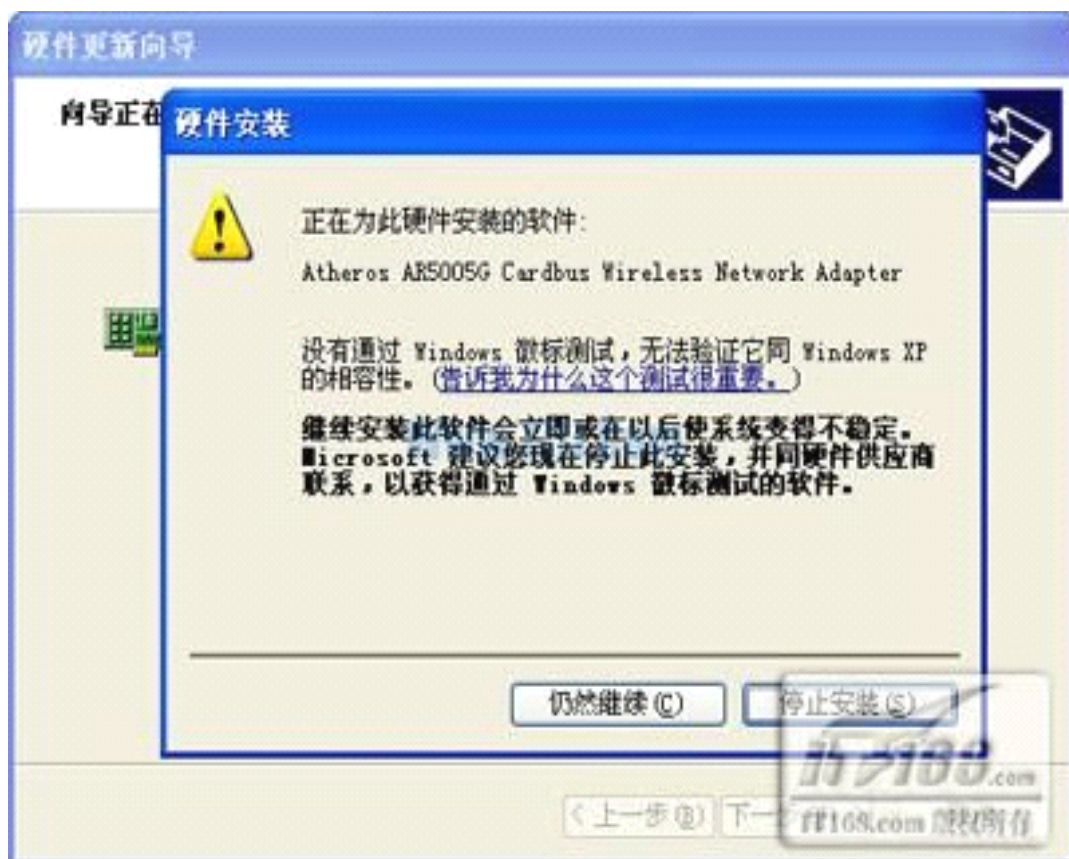 硬件更新向导
向导正在
硬件安装
正在为此硬件安装的软件:
Atheros AR5005G Cardbus Wireless Network Adapter
没有通过 Windows 徽标测试，无法验证它同 Windows XP
的相容性。(告诉我为什么这个测试很重要。)
继续安装此软件会立即或在以后使系统变得不稳定。
Microsoft 建议您现在停止此安装，并同硬件供应商
联系，以获得通过 Windows 徽标测试的软件。
仍然继续(C)
停止安装(S)
IT168.com
< 上一步(B)
下一
IT168.com 版权所有